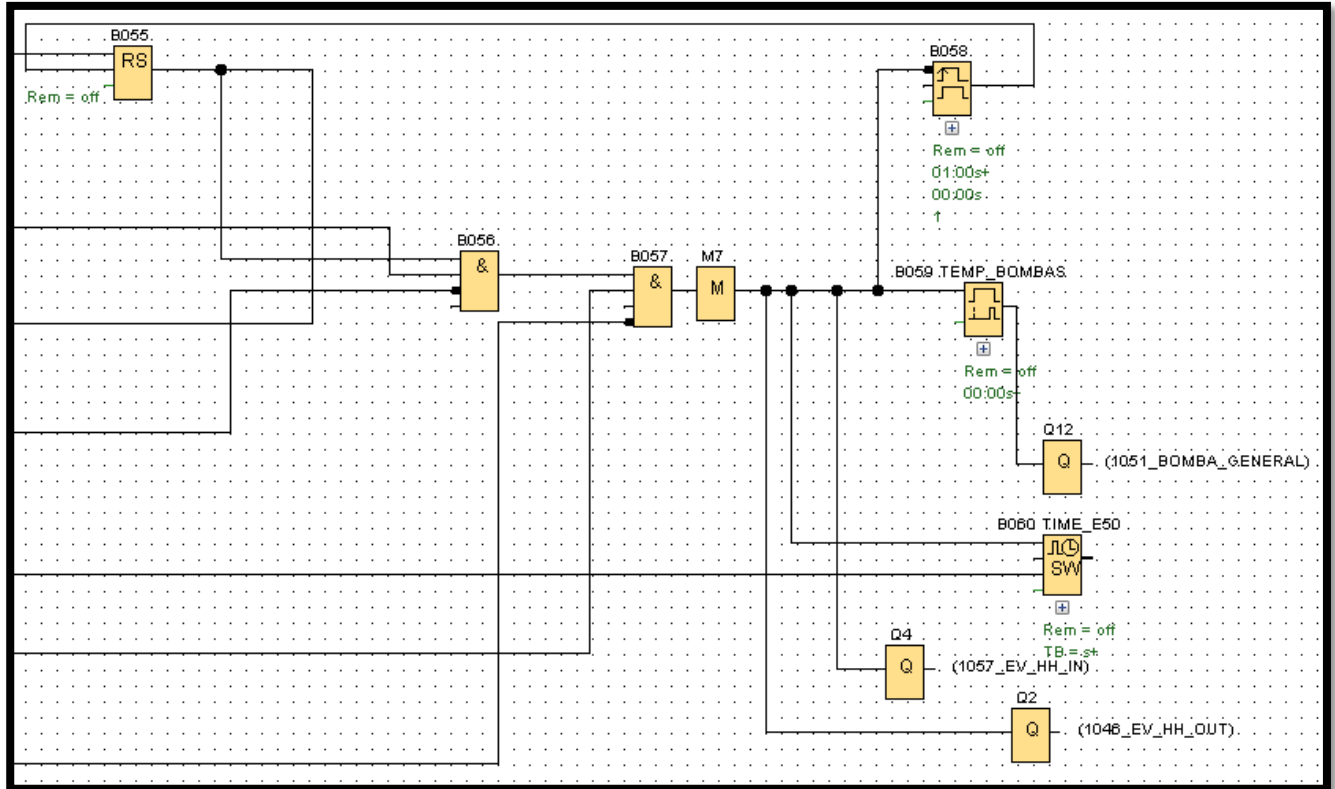 B055
RS
Rem = off
B058
Rem = off
01:00s+
00:00s
↑
B056
&
B057
&
M7
M
B059 TEMP_BOMBAS
Rem = off
00:00s+
Q12
Q
(1051_BOMBA_GENERAL)
B060 TIME_E50
SW
Rem = off
TB = s+
Q4
Q
(1057_EV_HH_IN)
Q2
Q
(1046_EV_HH_OUT)